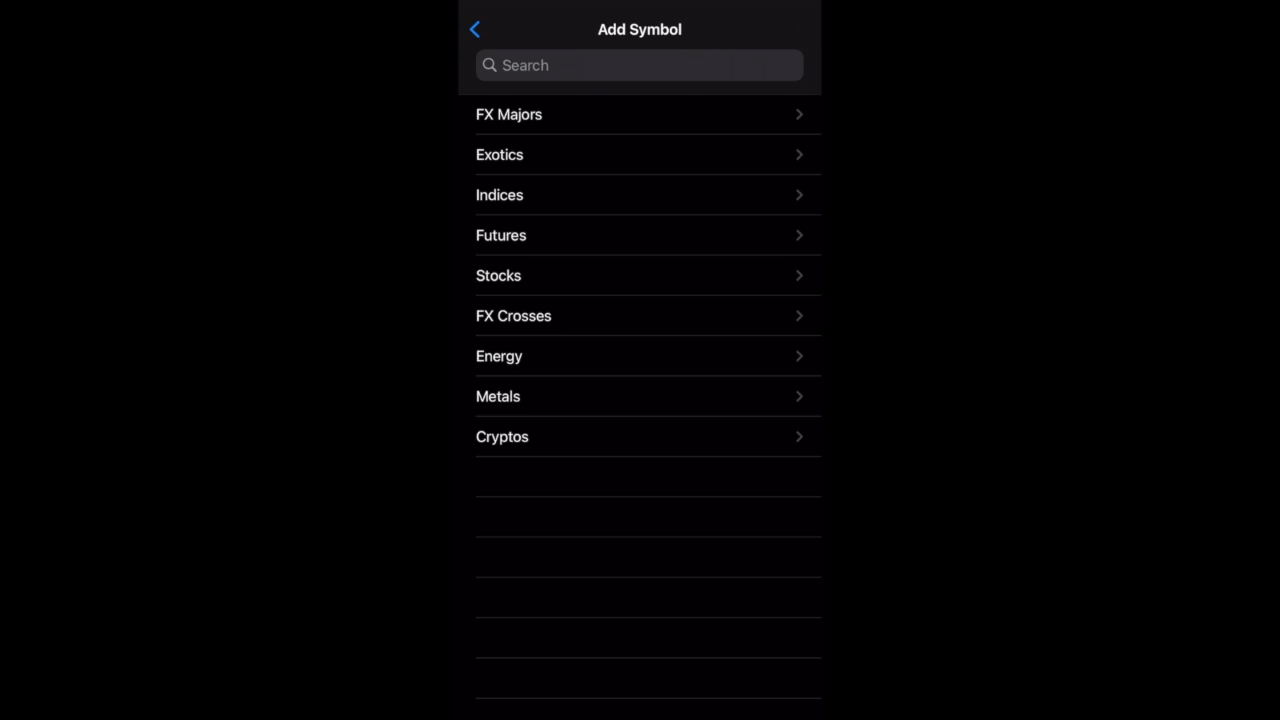 Add Symbol
Search
FX Majors
Exotics
Indices
Futures
Stocks
FX Crosses
Energy
Metals
Cryptos